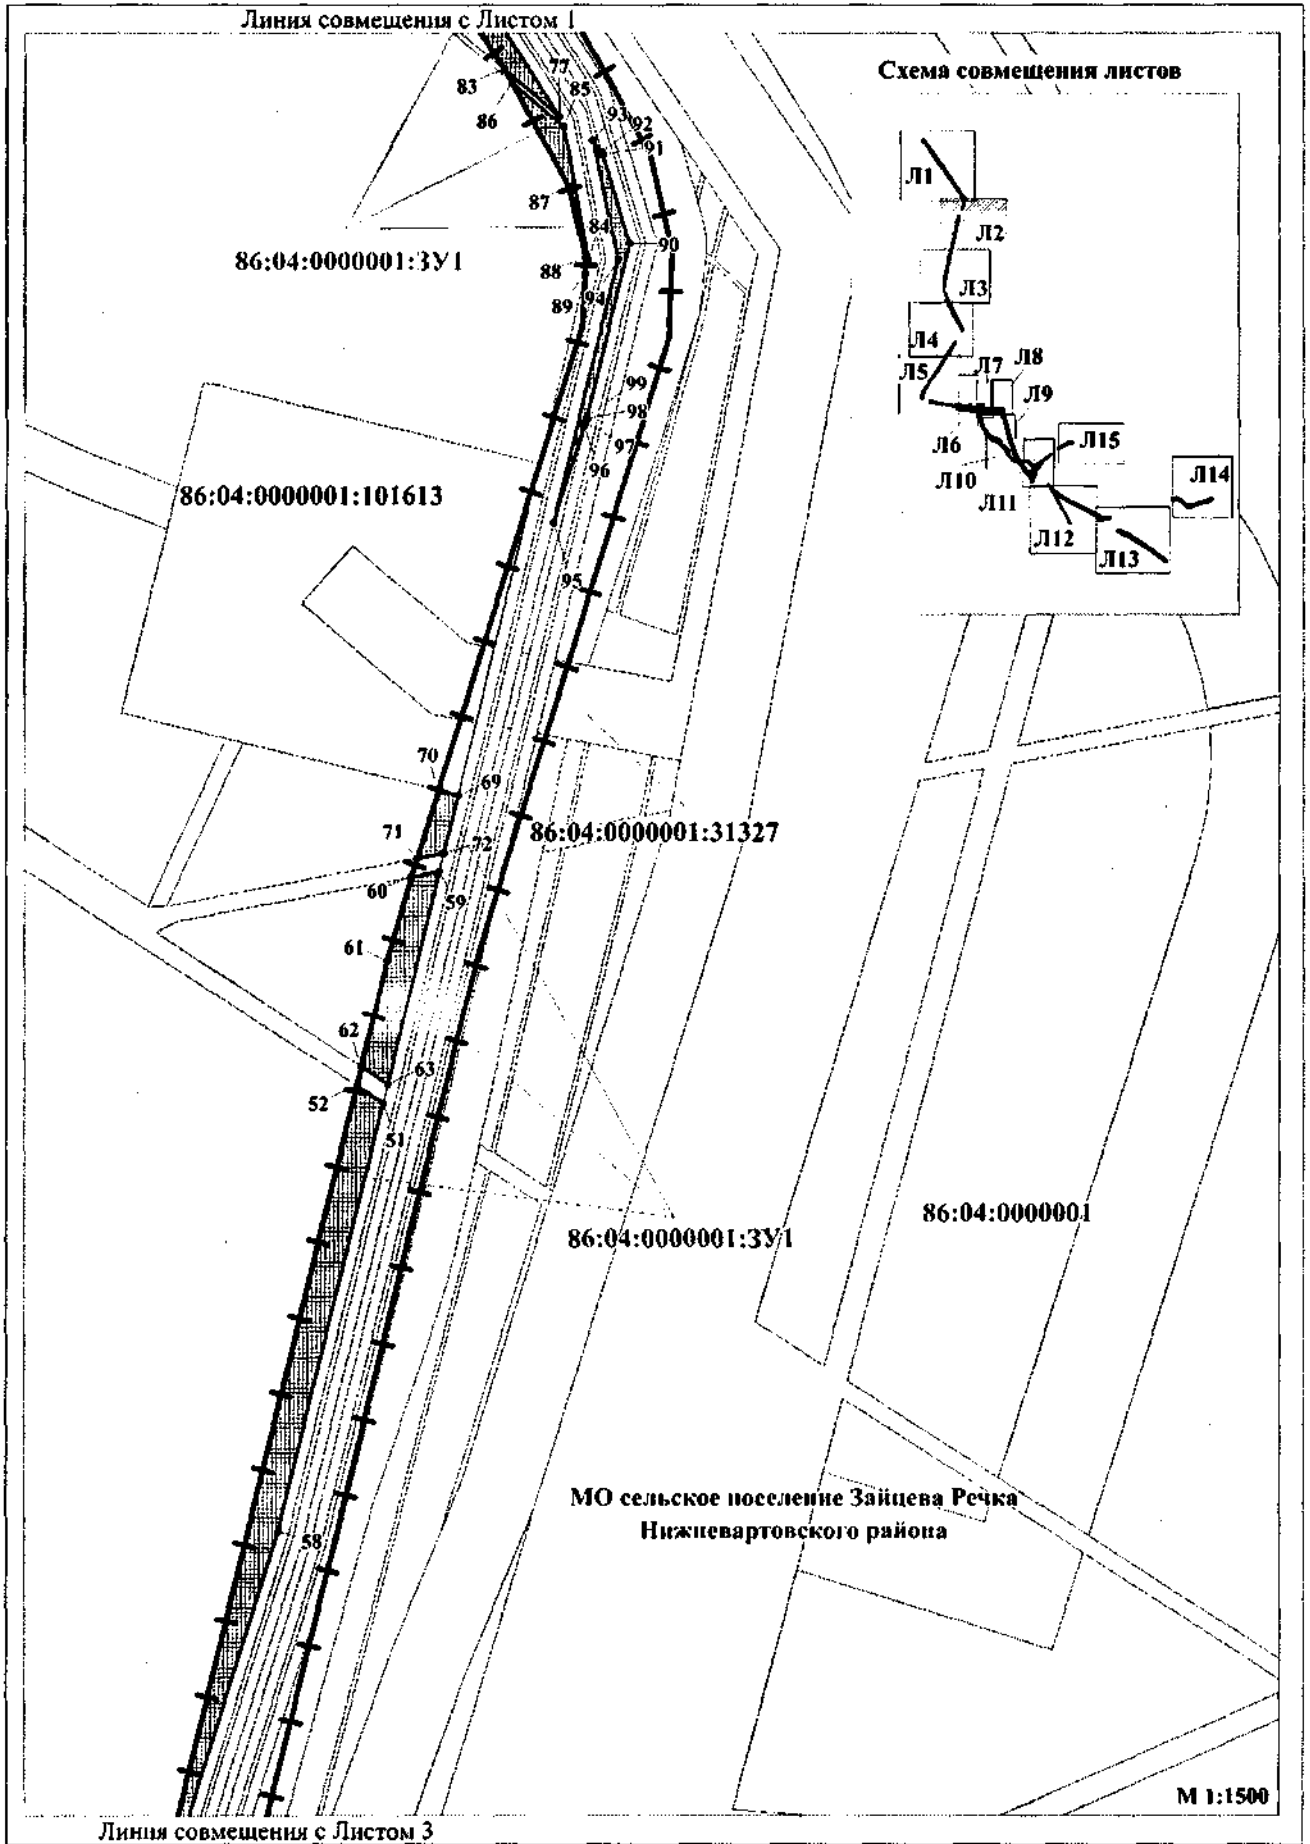 Линия совмещения с Листом 1
Схема совмещения листов
77
83
85
86
93
92
91
87
84
90
86:04:0000001:ЗУ1
88
89
94
Л1
Л2
Л3
Л4
Л5
Л7
Л8
Л9
Л6
Л15
Л10
Л14
Л11
Л12
Л13
99
98
97
96
86:04:0000001:101613
95
70
69
86:04:0000001:31327
71
72
60
59
61
62
63
52
51
86:04:0000001
86:04:0000001:ЗУ1
МО сельское поселение Зайцева Речка
Нижневартовского района
58
М 1:1500
Линия совмещения с Листом 3